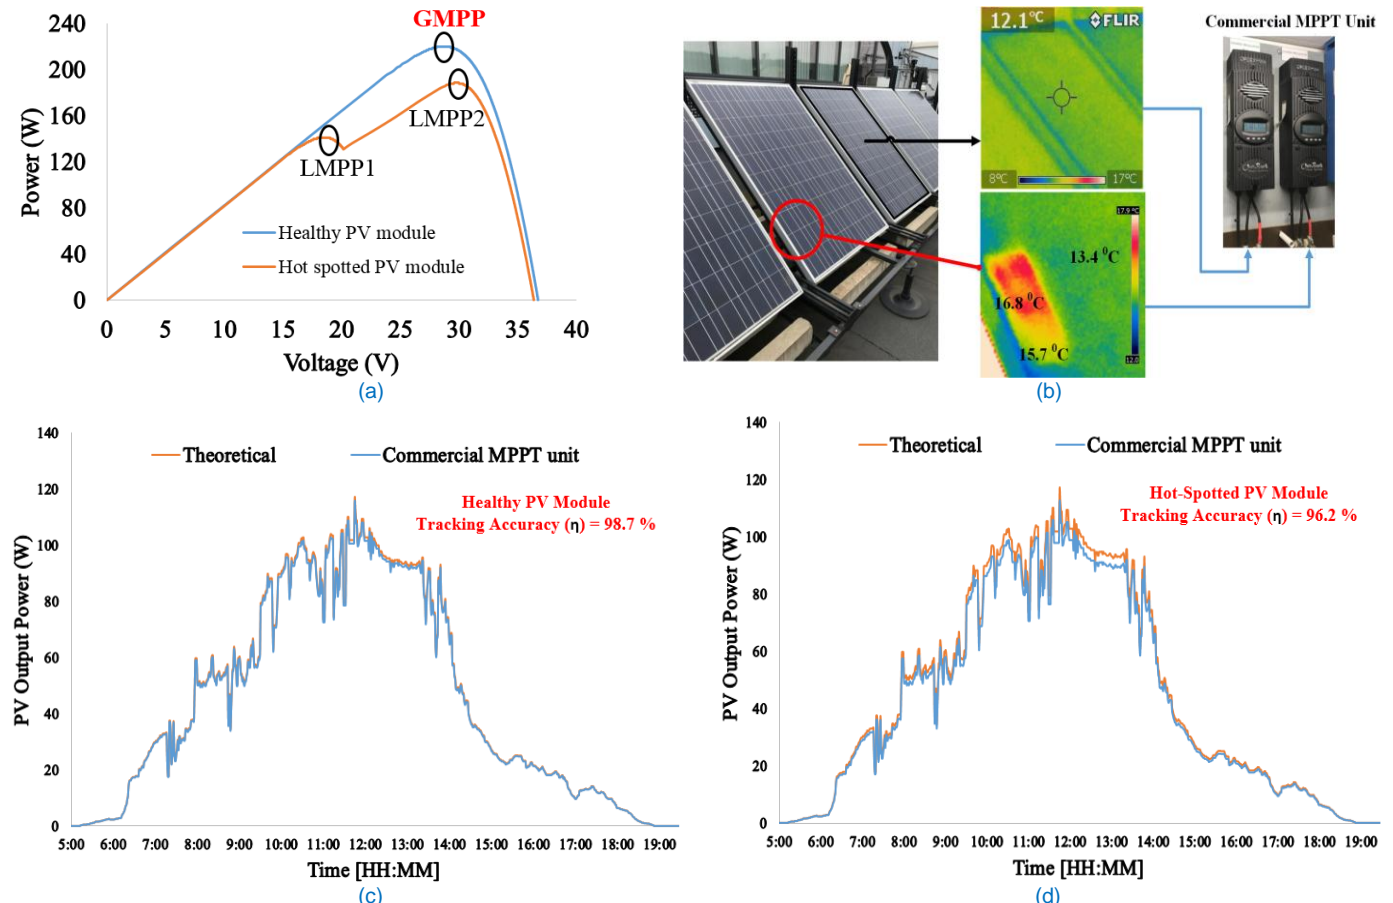 240
200
160
120
80
40
0
Power (W)
GMPP
LMPP2
LMPP1
Healthy PV module
Hot spotted PV module
0 5 10 15 20 25 30 35 40
Voltage (V)
(a)
12.1°C
FLIR
8°C 17°C
17.9 °C
13.4 ⁰C
16.8 ⁰C
15.7 ⁰C
12.8
Commercial MPPT Unit
(b)
140
120
100
80
60
40
20
0
PV Output Power (W)
Theoretical Commercial MPPT unit
Healthy PV Module
Tracking Accuracy (η) = 98.7 %
5:00 6:00 7:00 8:00 9:00 10:00 11:00 12:00 13:00 14:00 15:00 16:00 17:00 18:00 19:00
Time [HH:MM]
(c)
140
120
100
80
60
40
20
0
PV Output Power (W)
Theoretical Commercial MPPT unit
Hot-Spotted PV Module
Tracking Accuracy (η) = 96.2 %
5:00 6:00 7:00 8:00 9:00 10:00 11:00 12:00 13:00 14:00 15:00 16:00 17:00 18:00 19:00
Time [HH:MM]
(d)